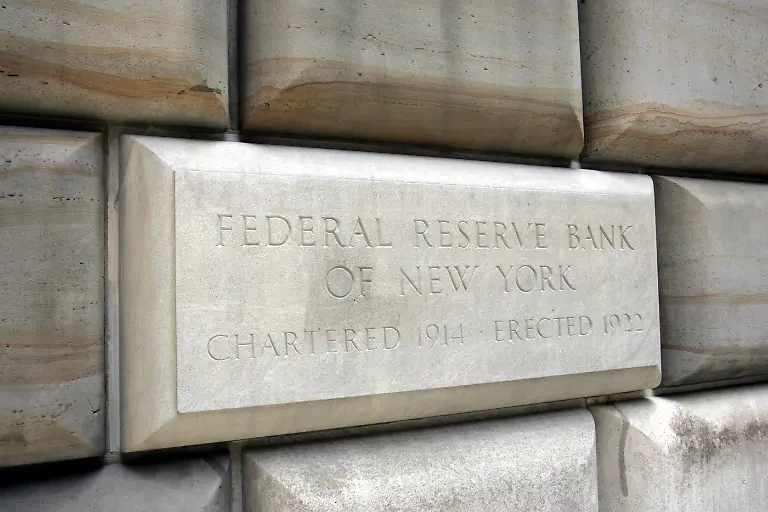 FEDERAL RESERVE BANK
OF NEW YORK
CHARTERED 1914 · ERECTED 1922